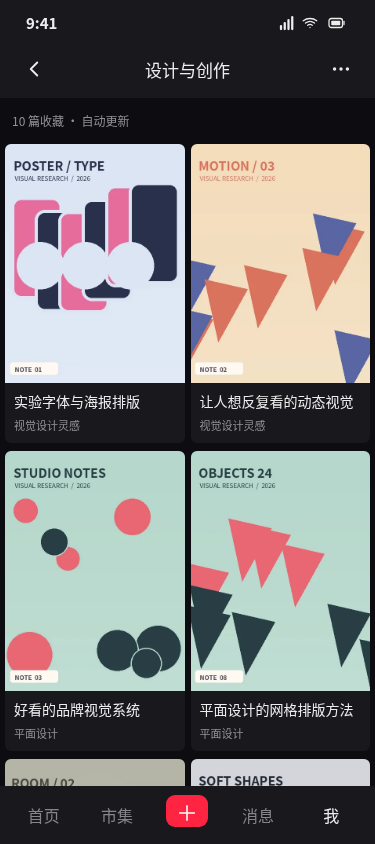 9:41
设计与创作
10 篇收藏 · 自动更新
POSTER / TYPE
VISUAL RESEARCH / 2026
NOTE 01
实验字体与海报排版
视觉设计灵感
MOTION / 03
VISUAL RESEARCH / 2026
NOTE 02
让人想反复看的动态视觉
视觉设计灵感
STUDIO NOTES
VISUAL RESEARCH / 2026
NOTE 03
好看的品牌视觉系统
平面设计
OBJECTS 24
VISUAL RESEARCH / 2026
NOTE 08
平面设计的网格排版方法
平面设计
ROOM / 02
SOFT SHAPES
首页
市集
消息
我